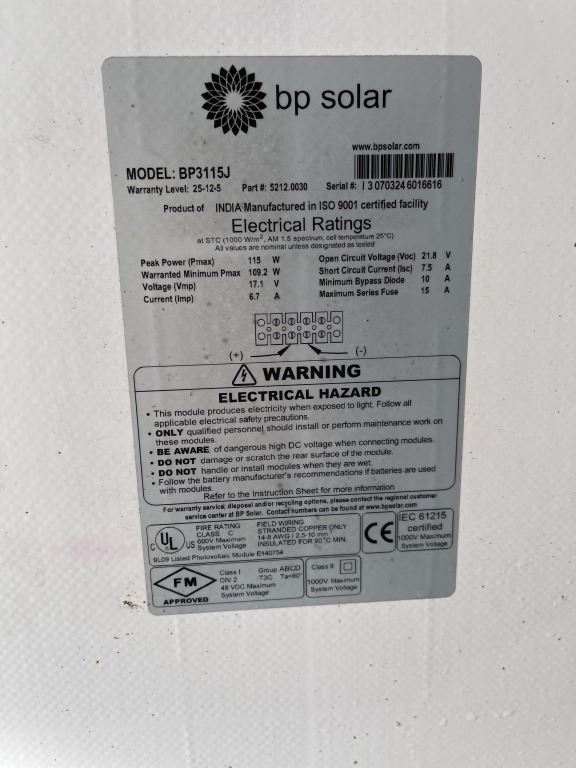 bp solar
www.bpsolar.com
MODEL: BP3115J
Warranty Level: 25-12-5 Part #: 5212.0030 Serial #: I 3 0703246016616
Product of INDIA Manufactured in ISO 9001 certified facility
Electrical Ratings
at STC (1000 W/m², AM 1.5 spectrum, cell temperature 25°C)
All values are nominal unless designated as tested
Peak Power (Pmax) 115 W Open Circuit Voltage (Voc) 21.8 V
Warranted Minimum Pmax 109.2 W Short Circuit Current (Isc) 7.5 A
Voltage (Vmp) 17.1 V Minimum Bypass Diode 10 A
Current (Imp) 6.7 A Maximum Series Fuse 15 A
(+) (-)
WARNING
ELECTRICAL HAZARD
• This module produces electricity when exposed to light. Follow all
applicable electrical safety precautions.
• ONLY qualified personnel should install or perform maintenance work on
these modules.
• BE AWARE of dangerous high DC voltage when connecting modules.
• DO NOT damage or scratch the rear surface of the module.
• DO NOT handle or install modules when they are wet.
• Follow the battery manufacturer's recommendations if batteries are used
with modules.
Refer to the Instruction Sheet for more information
For warranty service, disposal and/or recycling options, please contact the regional customer
service center at BP Solar. Contact numbers can be found at www.bpsolar.com
C UL US LISTED
FIRE RATING
CLASS C
600V Maximum
System Voltage
FIELD WIRING
STRANDED COPPER ONLY
14-8 AWG / 2.5-10 mm
INSULATED FOR 90°C MIN.
9L09 Listed Photovoltaic Module E140754
CE
IEC 61215
certified
1000V Maximum
System Voltage
FM
APPROVED
Class I Group ABCD
DIV 2 T3C Ta=60°
48 VDC Maximum
System Voltage
Class II
1000V Maximum
System Voltage